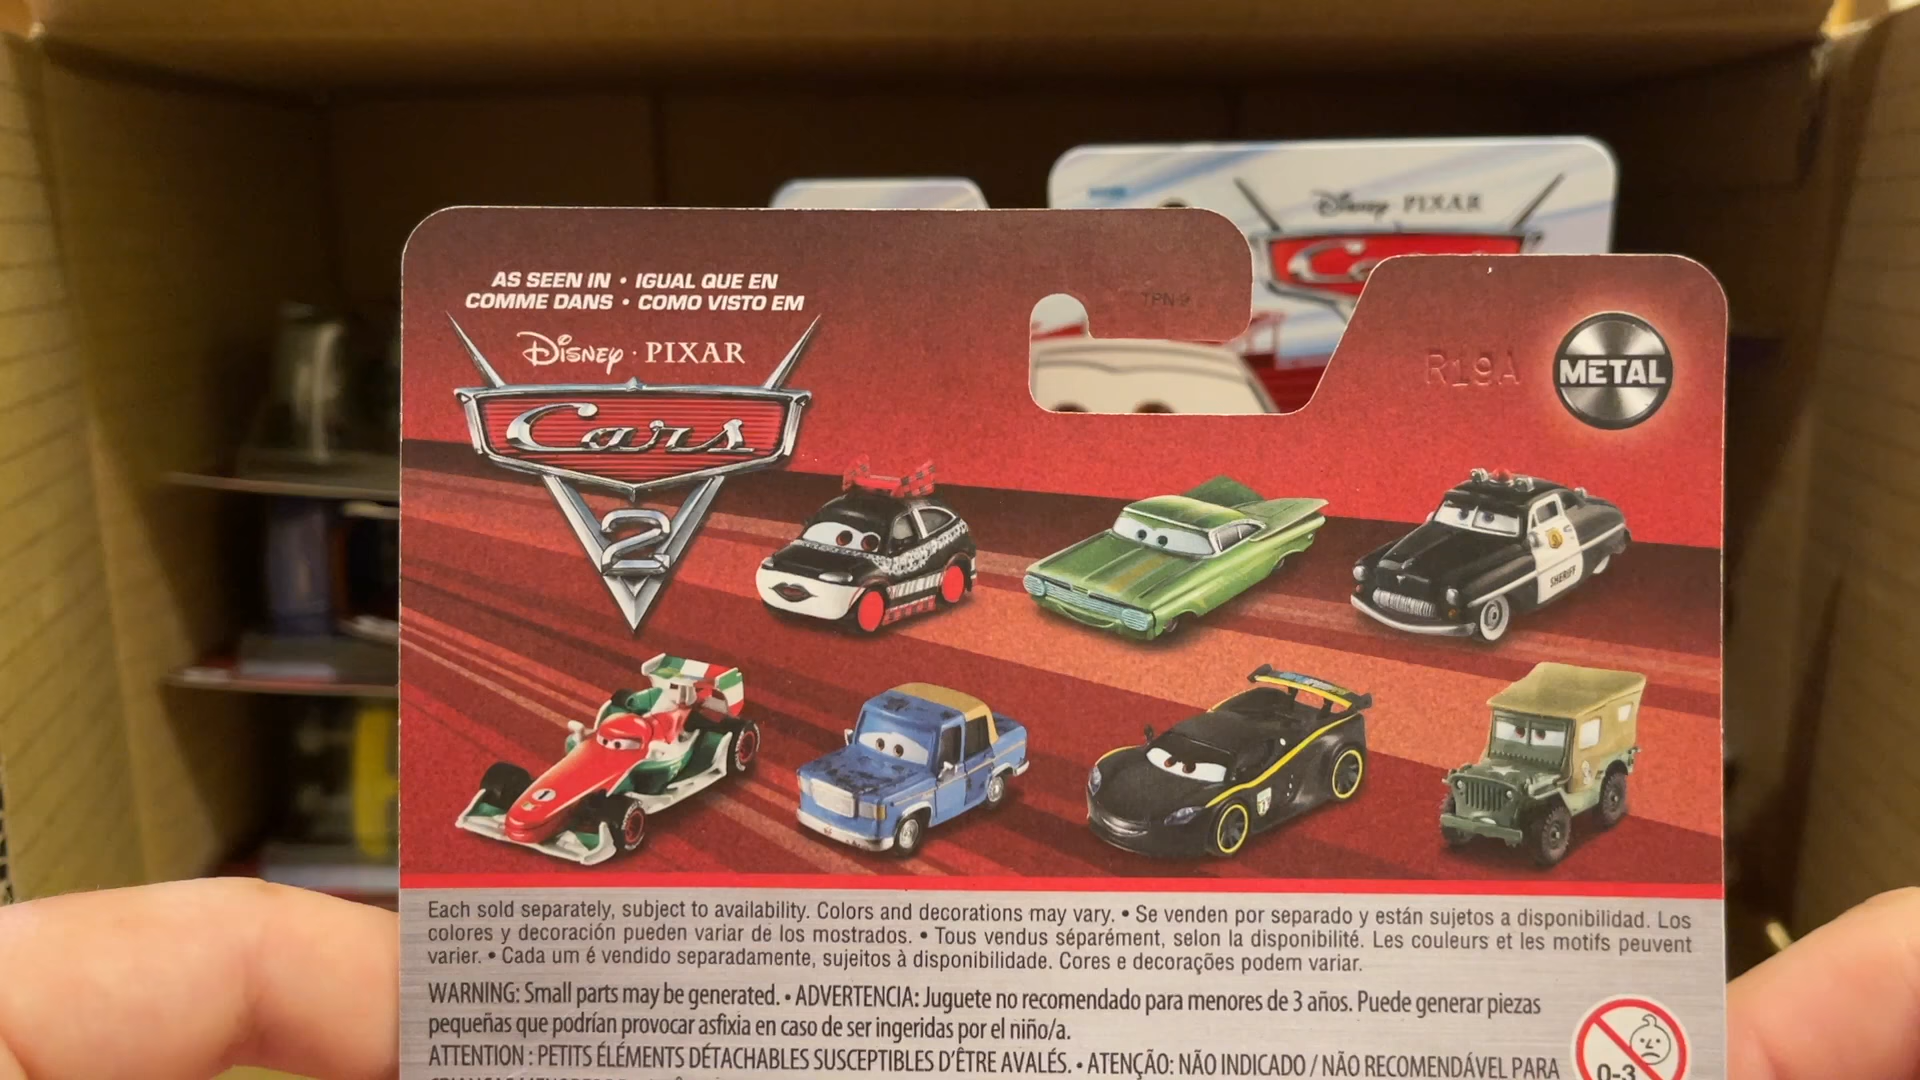 Disney PIXAR
AS SEEN IN • IGUAL QUE EN
COMME DANS • COMO VISTO EM
TPN-9
Disney · PIXAR
R19A
METAL
Cars
2
SHERIFF
1
Each sold separately, subject to availability. Colors and decorations may vary. • Se venden por separado y están sujetos a disponibilidad. Los
colores y decoración pueden variar de los mostrados. • Tous vendus séparément, selon la disponibilité. Les couleurs et les motifs peuvent
varier. • Cada um é vendido separadamente, sujeitos à disponibilidade. Cores e decorações podem variar.
WARNING: Small parts may be generated. • ADVERTENCIA: Juguete no recomendado para menores de 3 años. Puede generar piezas
pequeñas que podrían provocar asfixia en caso de ser ingeridas por el niño/a.
ATTENTION : PETITS ÉLÉMENTS DÉTACHABLES SUSCEPTIBLES D'ÊTRE AVALÉS. • ATENÇÃO: NÃO INDICADO / NÃO RECOMENDÁVEL PARA
0-3